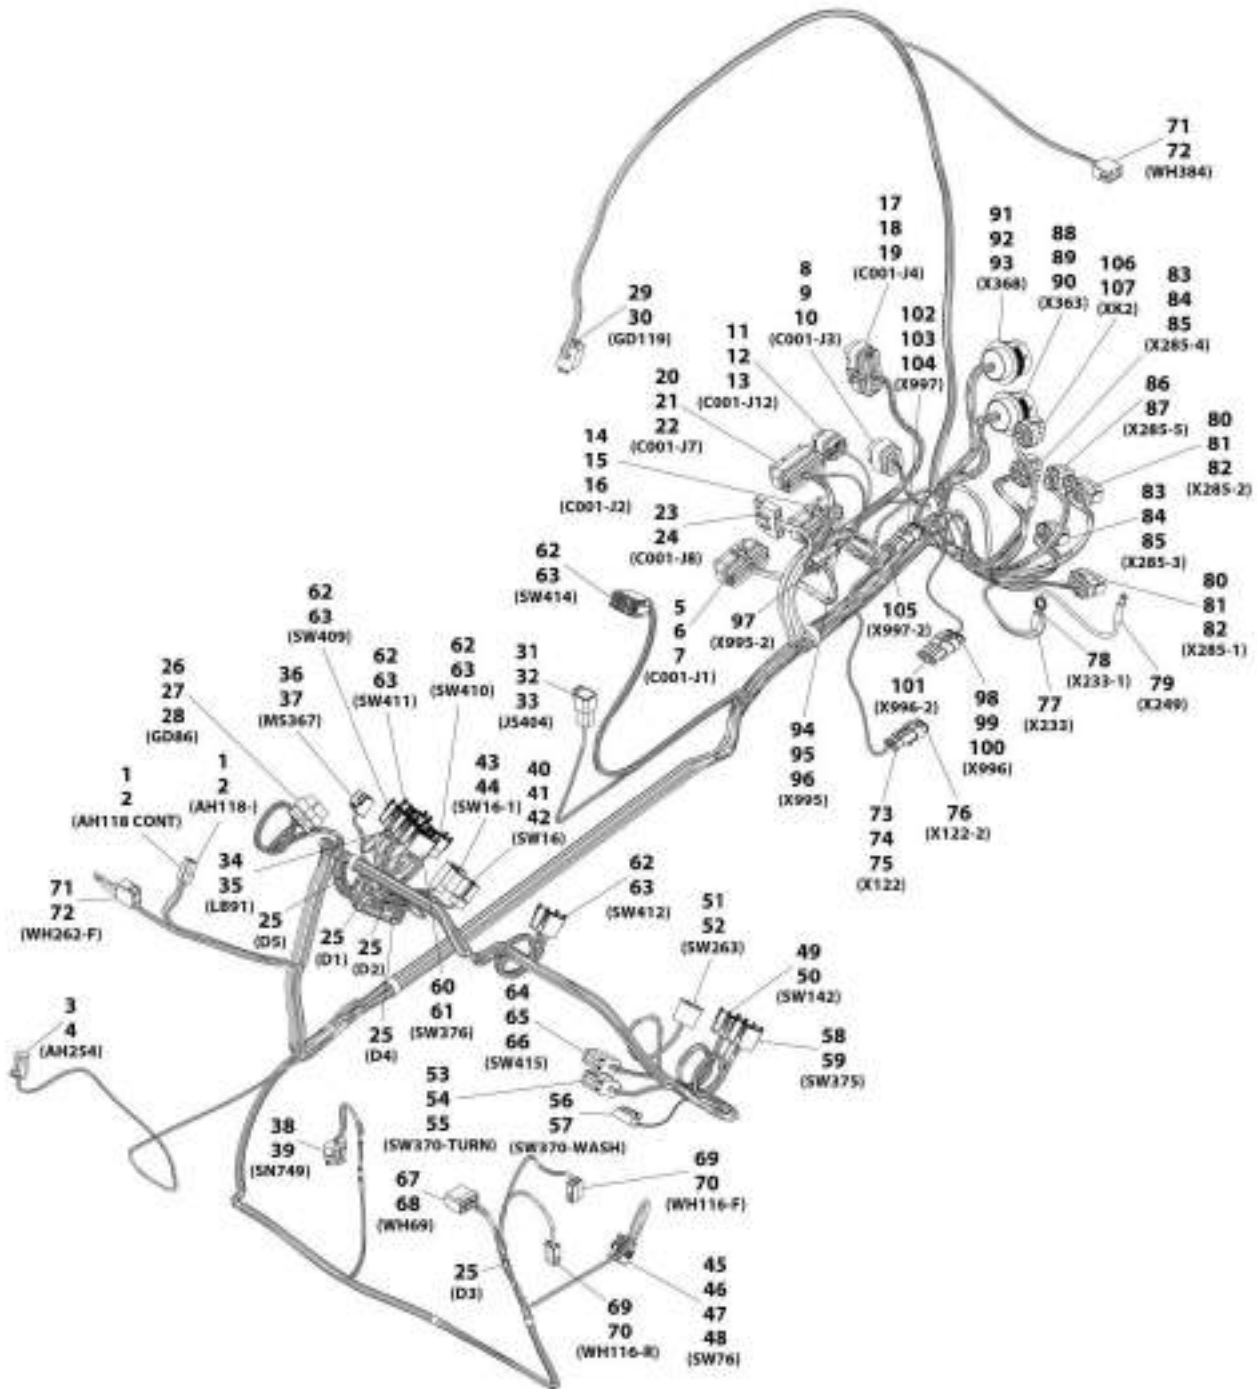 71
72
(WH384)
17
18
19
(C001-J4)
91
92
93
(X368)
88
89
90
(X363)
106
107
(XK2)
83
84
85
(X285-4)
8
9
10
(C001-J3)
29
30
(GD119)
102
103
104
(X997)
11
12
13
(C001-J12)
86
87
(X285-5)
20
21
22
(C001-J7)
80
81
82
(X285-2)
14
15
16
(C001-J2)
23
24
(C001-J8)
83
84
85
(X285-3)
62
63
(SW414)
80
81
82
(X285-1)
62
63
(SW409)
5
6
7
(C001-J1)
97
(X995-2)
105
(X997-2)
62
63
(SW411)
62
63
(SW410)
31
32
33
(JS404)
78
(X233-1)
79
(X249)
26
27
28
(GD86)
36
37
(MS367)
101
(X996-2)
98
99
100
(X996)
77
(X233)
94
95
96
(X995)
1
2
(AH118 CONT)
1
2
(AH118-)
43
44
(SW16-1)
40
41
42
(SW16)
73
74
75
(X122)
76
(X122-2)
34
35
(LB91)
62
63
(SW412)
71
72
(WH262-F)
25
(D5)
25
(D1)
25
(D2)
51
52
(SW263)
49
50
(SW142)
60
61
(SW376)
64
65
66
(SW415)
3
4
(AH254)
25
(D4)
58
59
(SW375)
53
54
55
(SW370-TURN)
56
57
(SW370-WASH)
38
39
(SN749)
67
68
(WH69)
69
70
(WH116-F)
25
(D3)
69
70
(WH116-R)
45
46
47
48
(SW76)